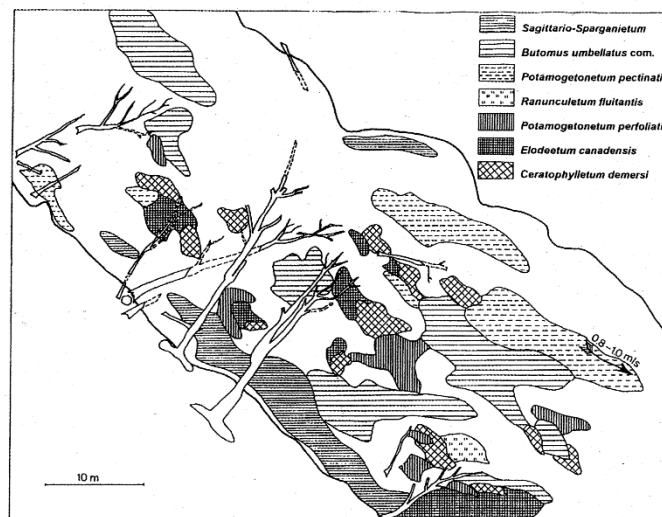 Sagittario-Sparganietum
Butomus umbellatus com.
Potamogetonetum pectinati
Ranunculetum fluitantis
Potamogetonetum perfoliati
Elodeetum canadensis
Ceratophylletum demersi
0.8-1.0 m/s
10 m